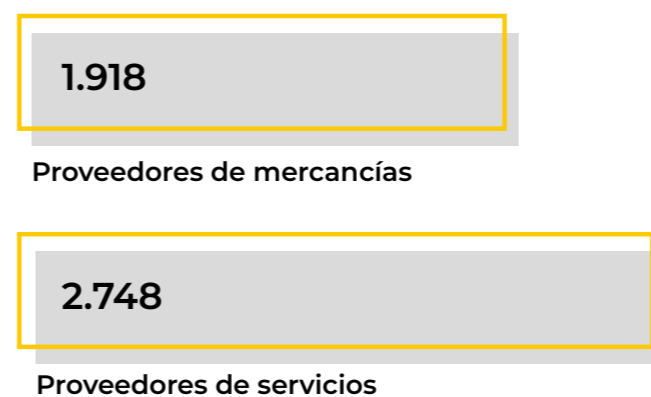 1.918
Proveedores de mercancías
2.748
Proveedores de servicios